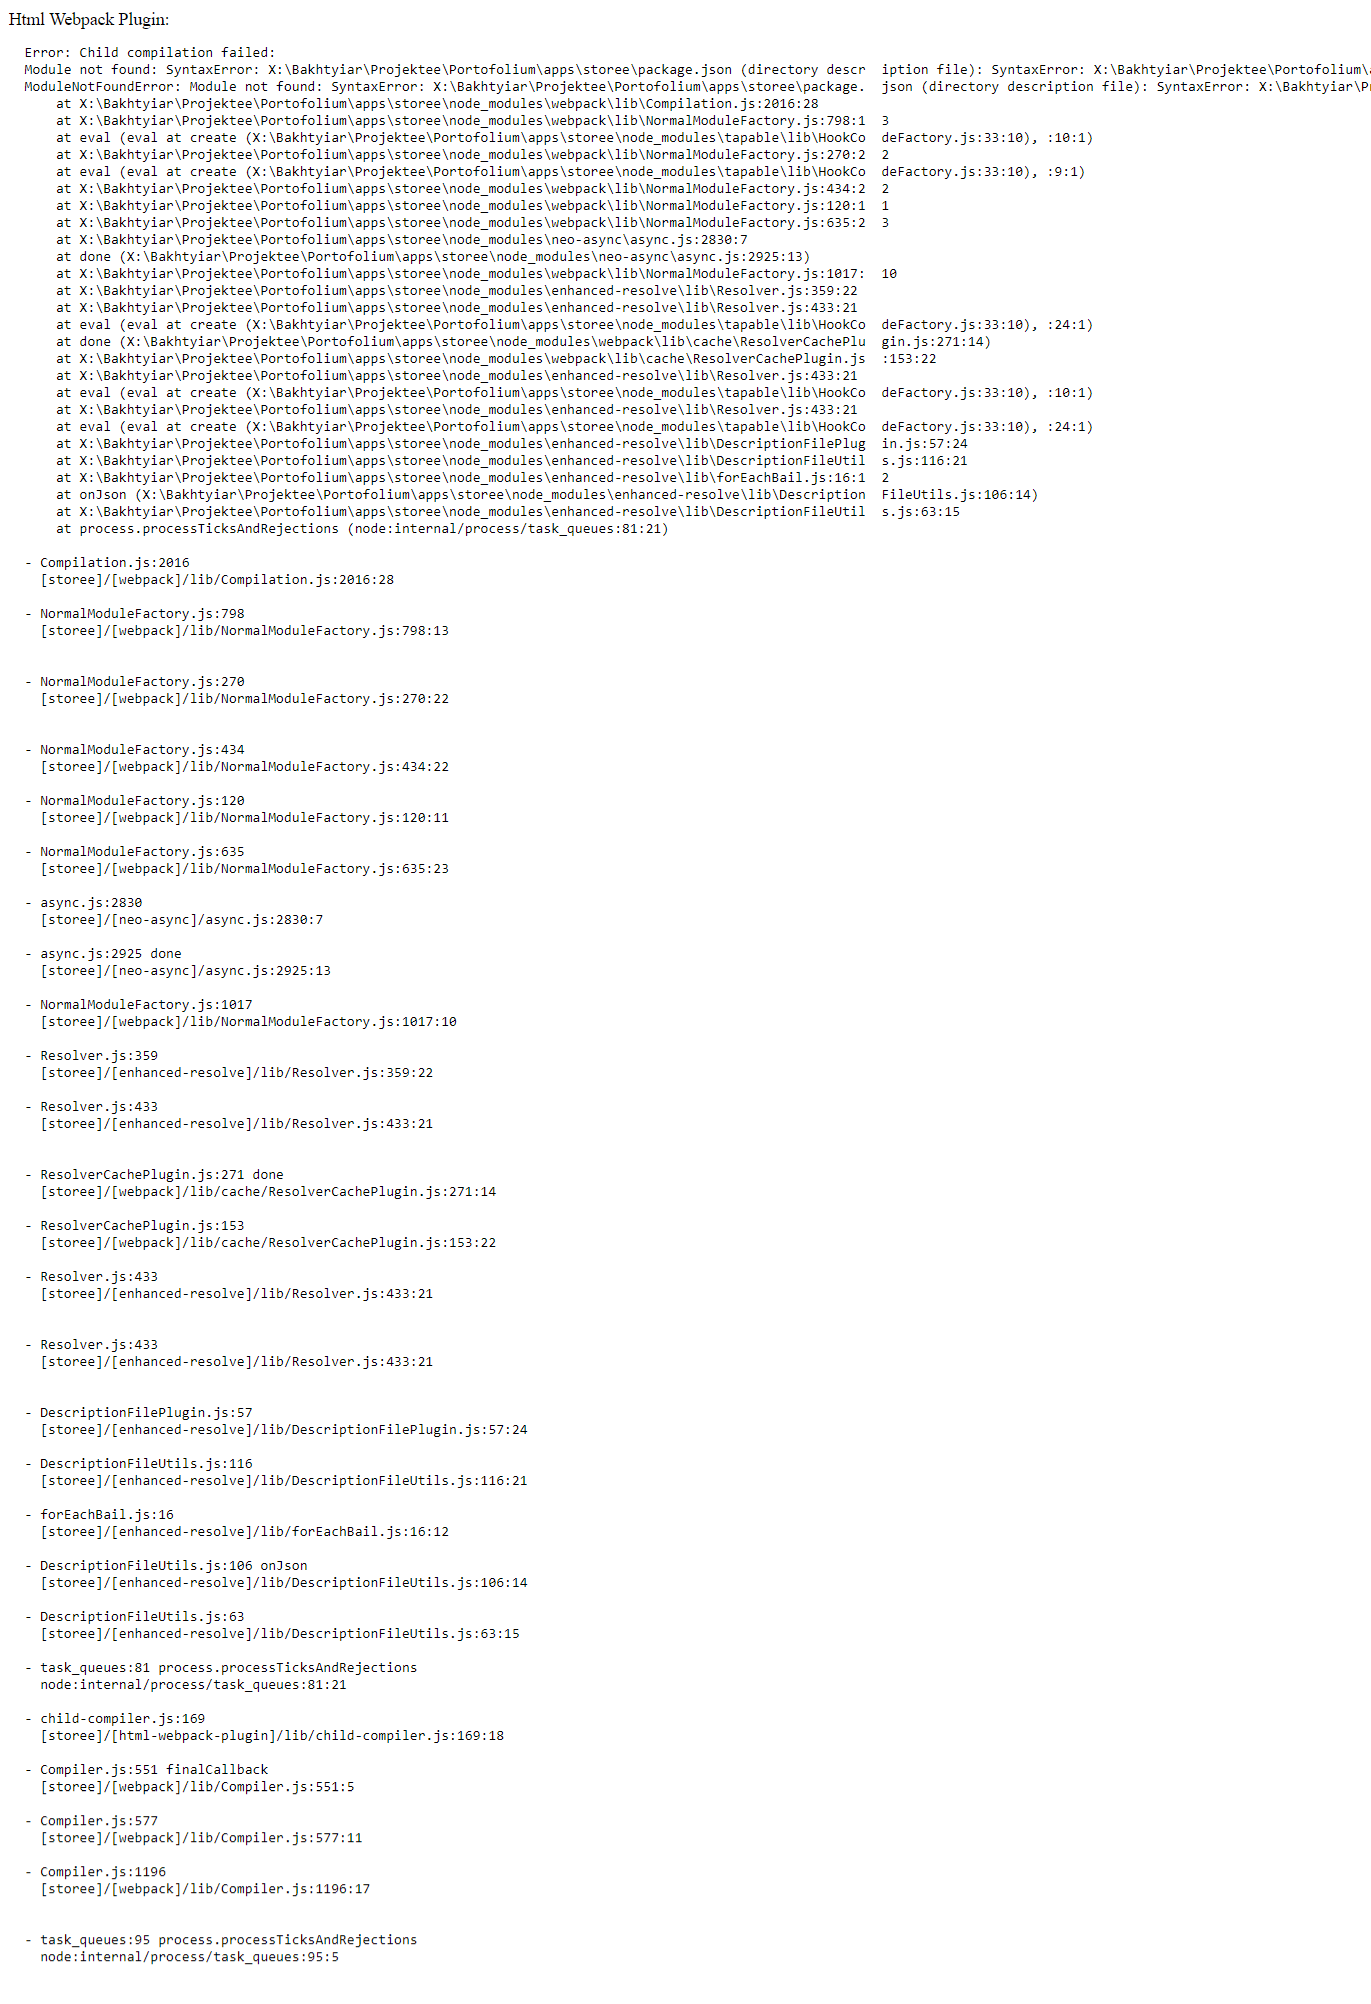 Html Webpack Plugin:
Error: Child compilation failed:
Module not found: SyntaxError: X:\Bakhtyiar\Projektee\Portofolium\apps\storee\package.json (directory descr  iption file): SyntaxError: X:\Bakhtyiar\Projektee\Portofolium\
ModuleNotFoundError: Module not found: SyntaxError: X:\Bakhtyiar\Projektee\Portofolium\apps\storee\package.  json (directory description file): SyntaxError: X:\Bakhtyiar\
    at X:\Bakhtyiar\Projektee\Portofolium\apps\storee\node_modules\webpack\lib\Compilation.js:2016:28
    at X:\Bakhtyiar\Projektee\Portofolium\apps\storee\node_modules\webpack\lib\NormalModuleFactory.js:798:1  3
    at eval (eval at create (X:\Bakhtyiar\Projektee\Portofolium\apps\storee\node_modules\tapable\lib\HookCo  deFactory.js:33:10), :10:1)
    at X:\Bakhtyiar\Projektee\Portofolium\apps\storee\node_modules\webpack\lib\NormalModuleFactory.js:270:2  2
    at eval (eval at create (X:\Bakhtyiar\Projektee\Portofolium\apps\storee\node_modules\tapable\lib\HookCo  deFactory.js:33:10), :9:1)
    at X:\Bakhtyiar\Projektee\Portofolium\apps\storee\node_modules\webpack\lib\NormalModuleFactory.js:434:2  2
    at X:\Bakhtyiar\Projektee\Portofolium\apps\storee\node_modules\webpack\lib\NormalModuleFactory.js:120:1  1
    at X:\Bakhtyiar\Projektee\Portofolium\apps\storee\node_modules\webpack\lib\NormalModuleFactory.js:635:2  3
    at X:\Bakhtyiar\Projektee\Portofolium\apps\storee\node_modules\neo-async\async.js:2830:7
    at done (X:\Bakhtyiar\Projektee\Portofolium\apps\storee\node_modules\neo-async\async.js:2925:13)
    at X:\Bakhtyiar\Projektee\Portofolium\apps\storee\node_modules\webpack\lib\NormalModuleFactory.js:1017:  10
    at X:\Bakhtyiar\Projektee\Portofolium\apps\storee\node_modules\enhanced-resolve\lib\Resolver.js:359:22
    at X:\Bakhtyiar\Projektee\Portofolium\apps\storee\node_modules\enhanced-resolve\lib\Resolver.js:433:21
    at eval (eval at create (X:\Bakhtyiar\Projektee\Portofolium\apps\storee\node_modules\tapable\lib\HookCo  deFactory.js:33:10), :24:1)
    at done (X:\Bakhtyiar\Projektee\Portofolium\apps\storee\node_modules\webpack\lib\cache\ResolverCachePlu  gin.js:271:14)
    at X:\Bakhtyiar\Projektee\Portofolium\apps\storee\node_modules\webpack\lib\cache\ResolverCachePlugin.js  :153:22
    at X:\Bakhtyiar\Projektee\Portofolium\apps\storee\node_modules\enhanced-resolve\lib\Resolver.js:433:21
    at eval (eval at create (X:\Bakhtyiar\Projektee\Portofolium\apps\storee\node_modules\tapable\lib\HookCo  deFactory.js:33:10), :10:1)
    at X:\Bakhtyiar\Projektee\Portofolium\apps\storee\node_modules\enhanced-resolve\lib\Resolver.js:433:21
    at eval (eval at create (X:\Bakhtyiar\Projektee\Portofolium\apps\storee\node_modules\tapable\lib\HookCo  deFactory.js:33:10), :24:1)
    at X:\Bakhtyiar\Projektee\Portofolium\apps\storee\node_modules\enhanced-resolve\lib\DescriptionFilePlug  in.js:57:24
    at X:\Bakhtyiar\Projektee\Portofolium\apps\storee\node_modules\enhanced-resolve\lib\DescriptionFileUtil  s.js:116:21
    at X:\Bakhtyiar\Projektee\Portofolium\apps\storee\node_modules\enhanced-resolve\lib\forEachBail.js:16:1  2
    at onJson (X:\Bakhtyiar\Projektee\Portofolium\apps\storee\node_modules\enhanced-resolve\lib\Description  FileUtils.js:106:14)
    at X:\Bakhtyiar\Projektee\Portofolium\apps\storee\node_modules\enhanced-resolve\lib\DescriptionFileUtil  s.js:63:15
    at process.processTicksAndRejections (node:internal/process/task_queues:81:21)
- Compilation.js:2016
  [storee]/[webpack]/lib/Compilation.js:2016:28
- NormalModuleFactory.js:798
  [storee]/[webpack]/lib/NormalModuleFactory.js:798:13
- NormalModuleFactory.js:270
  [storee]/[webpack]/lib/NormalModuleFactory.js:270:22
- NormalModuleFactory.js:434
  [storee]/[webpack]/lib/NormalModuleFactory.js:434:22
- NormalModuleFactory.js:120
  [storee]/[webpack]/lib/NormalModuleFactory.js:120:11
- NormalModuleFactory.js:635
  [storee]/[webpack]/lib/NormalModuleFactory.js:635:23
- async.js:2830
  [storee]/[neo-async]/async.js:2830:7
- async.js:2925 done
  [storee]/[neo-async]/async.js:2925:13
- NormalModuleFactory.js:1017
  [storee]/[webpack]/lib/NormalModuleFactory.js:1017:10
- Resolver.js:359
  [storee]/[enhanced-resolve]/lib/Resolver.js:359:22
- Resolver.js:433
  [storee]/[enhanced-resolve]/lib/Resolver.js:433:21
- ResolverCachePlugin.js:271 done
  [storee]/[webpack]/lib/cache/ResolverCachePlugin.js:271:14
- ResolverCachePlugin.js:153
  [storee]/[webpack]/lib/cache/ResolverCachePlugin.js:153:22
- Resolver.js:433
  [storee]/[enhanced-resolve]/lib/Resolver.js:433:21
- Resolver.js:433
  [storee]/[enhanced-resolve]/lib/Resolver.js:433:21
- DescriptionFilePlugin.js:57
  [storee]/[enhanced-resolve]/lib/DescriptionFilePlugin.js:57:24
- DescriptionFileUtils.js:116
  [storee]/[enhanced-resolve]/lib/DescriptionFileUtils.js:116:21
- forEachBail.js:16
  [storee]/[enhanced-resolve]/lib/forEachBail.js:16:12
- DescriptionFileUtils.js:106 onJson
  [storee]/[enhanced-resolve]/lib/DescriptionFileUtils.js:106:14
- DescriptionFileUtils.js:63
  [storee]/[enhanced-resolve]/lib/DescriptionFileUtils.js:63:15
- task_queues:81 process.processTicksAndRejections
  node:internal/process/task_queues:81:21
- child-compiler.js:169
  [storee]/[html-webpack-plugin]/lib/child-compiler.js:169:18
- Compiler.js:551 finalCallback
  [storee]/[webpack]/lib/Compiler.js:551:5
- Compiler.js:577
  [storee]/[webpack]/lib/Compiler.js:577:11
- Compiler.js:1196
  [storee]/[webpack]/lib/Compiler.js:1196:17
- task_queues:95 process.processTicksAndRejections
  node:internal/process/task_queues:95:5